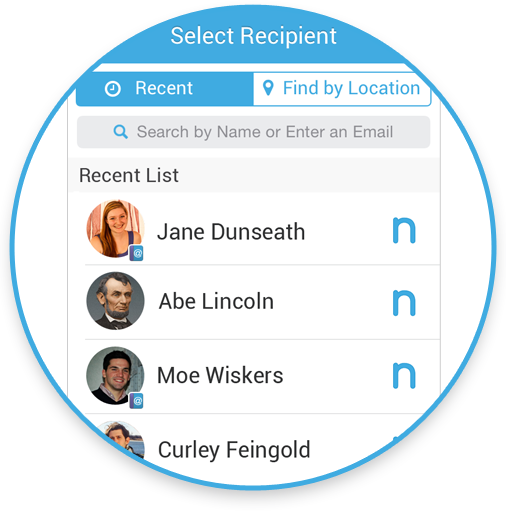 Select Recipient
Recent Find by Location
Search by Name or Enter an Email
Recent List
Jane Dunseath n
@
Abe Lincoln n
Moe Wiskers n
@
Curley Feingold